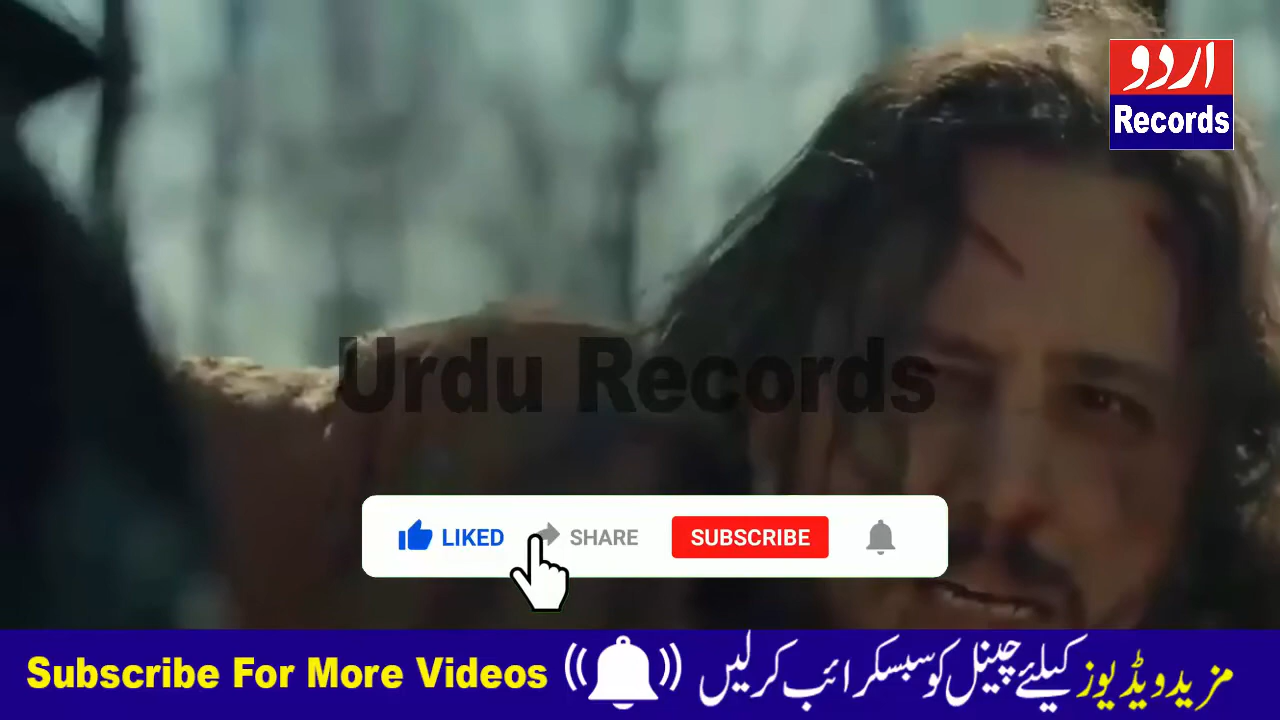 اردو
Records
Urdu Records
LIKED SHARE SUBSCRIBE
Subscribe For More Videos
مزید ویڈیوز کیلئے چینل کو سبسکرائب کرلیں